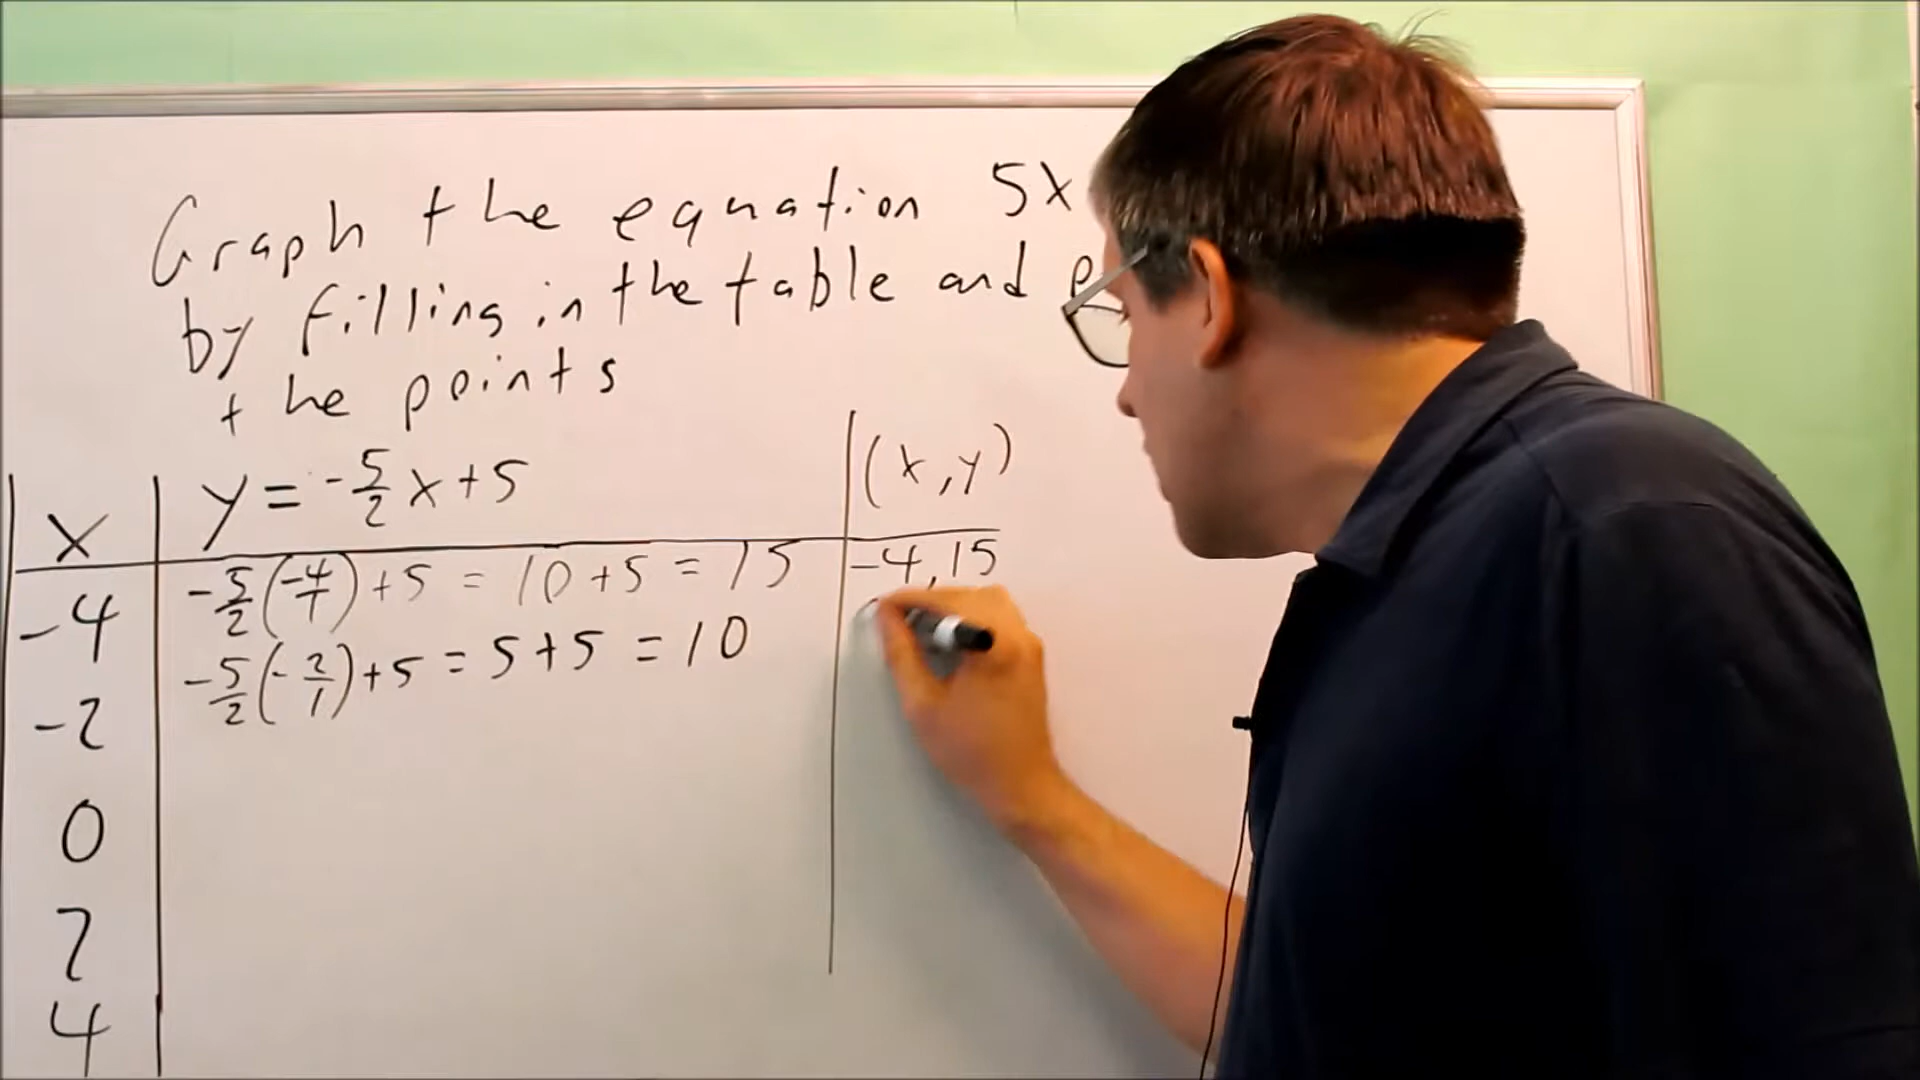 Graph the equation 5X
by filling in the table and
the points
x | y = -5/2 x + 5 | (x, y)
-4 | -5/2(-4/1) + 5 = 10 + 5 = 15 | -4, 15
-2 | -5/2(-2/1) + 5 = 5 + 5 = 10
0
2
4